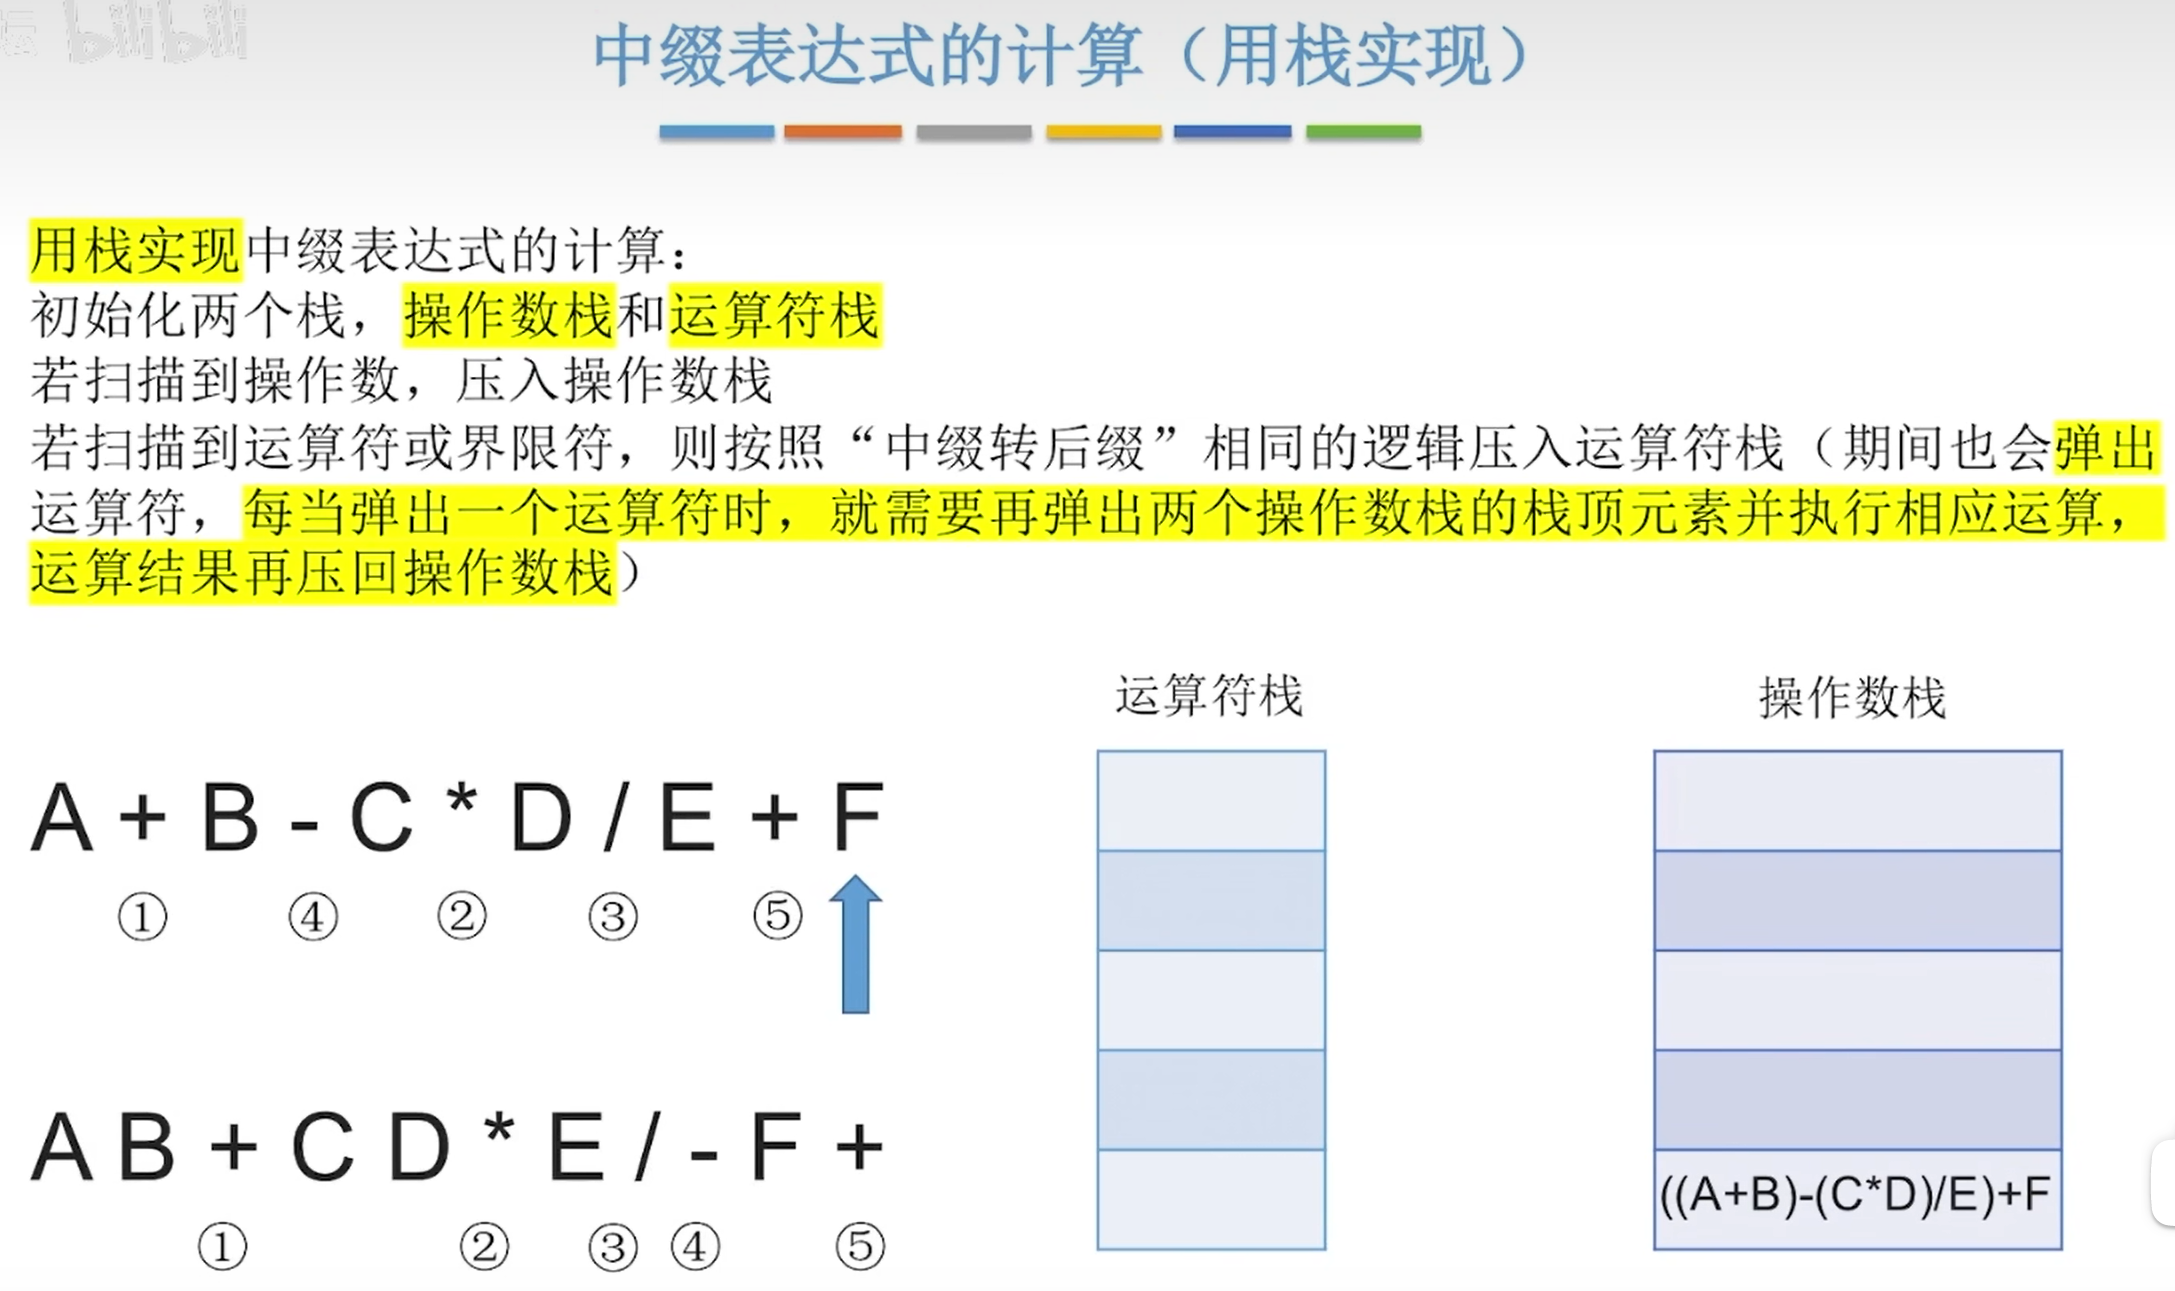 bilibili
中缀表达式的计算（用栈实现）
用栈实现中缀表达式的计算：
初始化两个栈，操作数栈和运算符栈
若扫描到操作数，压入操作数栈
若扫描到运算符或界限符，则按照“中缀转后缀”相同的逻辑压入运算符栈（期间也会弹出
运算符，每当弹出一个运算符时，就需要再弹出两个操作数栈的栈顶元素并执行相应运算，
运算结果再压回操作数栈）
运算符栈
操作数栈
A + B - C * D / E + F
① ④ ② ③ ⑤
A B + C D * E / - F +
① ② ③ ④ ⑤
((A+B)-(C*D)/E)+F